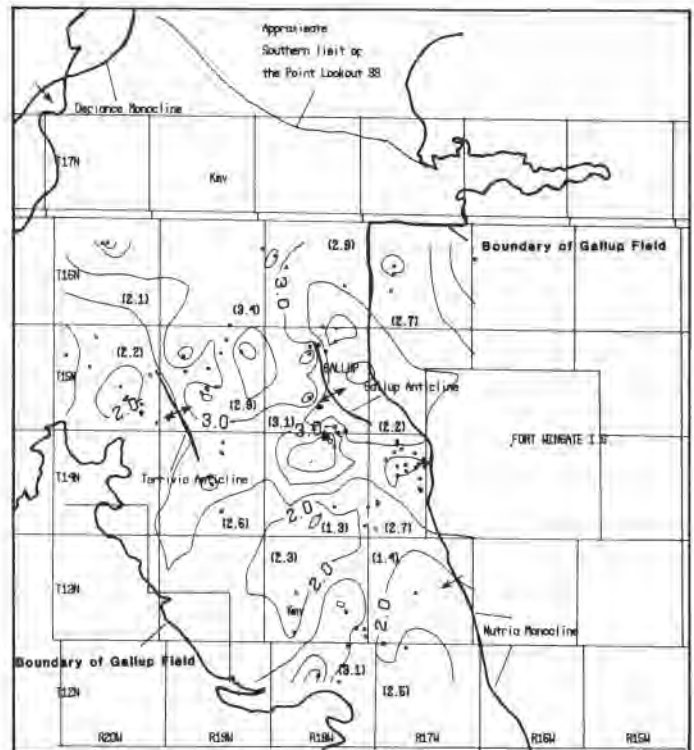 Approximate
Southern limit of
the Point Lookout SS
Defiance Monocline
T17N
Kmv
(2.9)
Boundary of Gallup Field
T16N
3.0
(2.1)
(2.7)
(3.4)
(2.2)
GALLUP
T15N
Gallup Anticline
2.0
(2.9)
3.0
(3.1)
3.0
(2.2)
FORT WINGATE I.G.
Torrivio Anticline
T14N
(2.6)
2.0
(1.3)
(2.7)
(2.3)
(1.4)
2.0
T13N
Kmv
2.0
Nutria Monocline
Boundary of Gallup Field
(3.1)
(2.5)
T12N
R20W
R19W
R18W
R17W
R16W
R15W